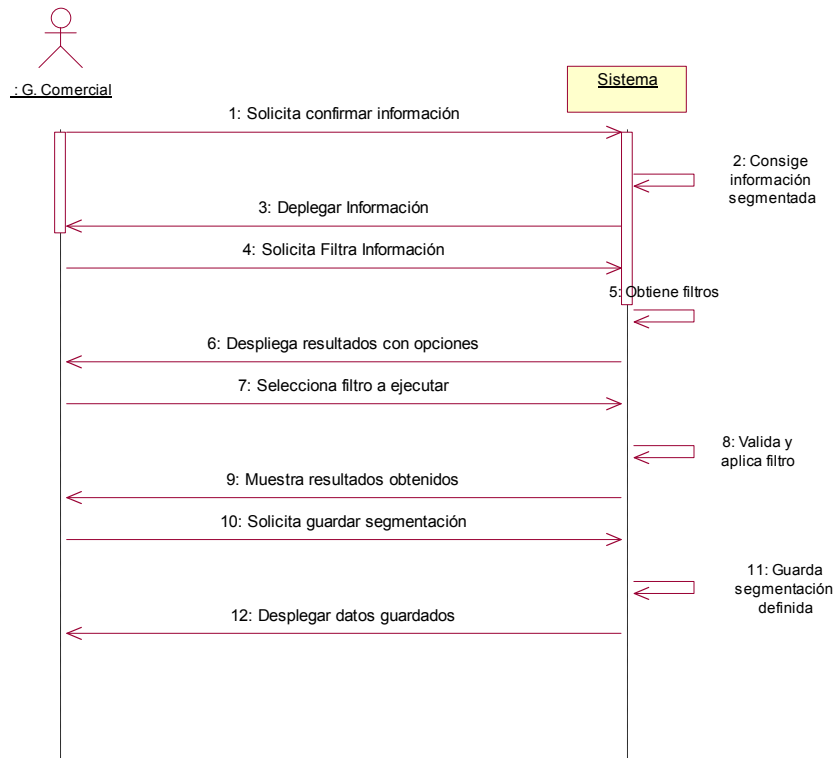 : G. Comercial
Sistema
1: Solicita confirmar información
2: Consige
información
segmentada
3: Deplegar Información
4: Solicita Filtra Información
5: Obtiene filtros
6: Despliega resultados con opciones
7: Selecciona filtro a ejecutar
8: Valida y
aplica filtro
9: Muestra resultados obtenidos
10: Solicita guardar segmentación
11: Guarda
segmentación
definida
12: Desplegar datos guardados